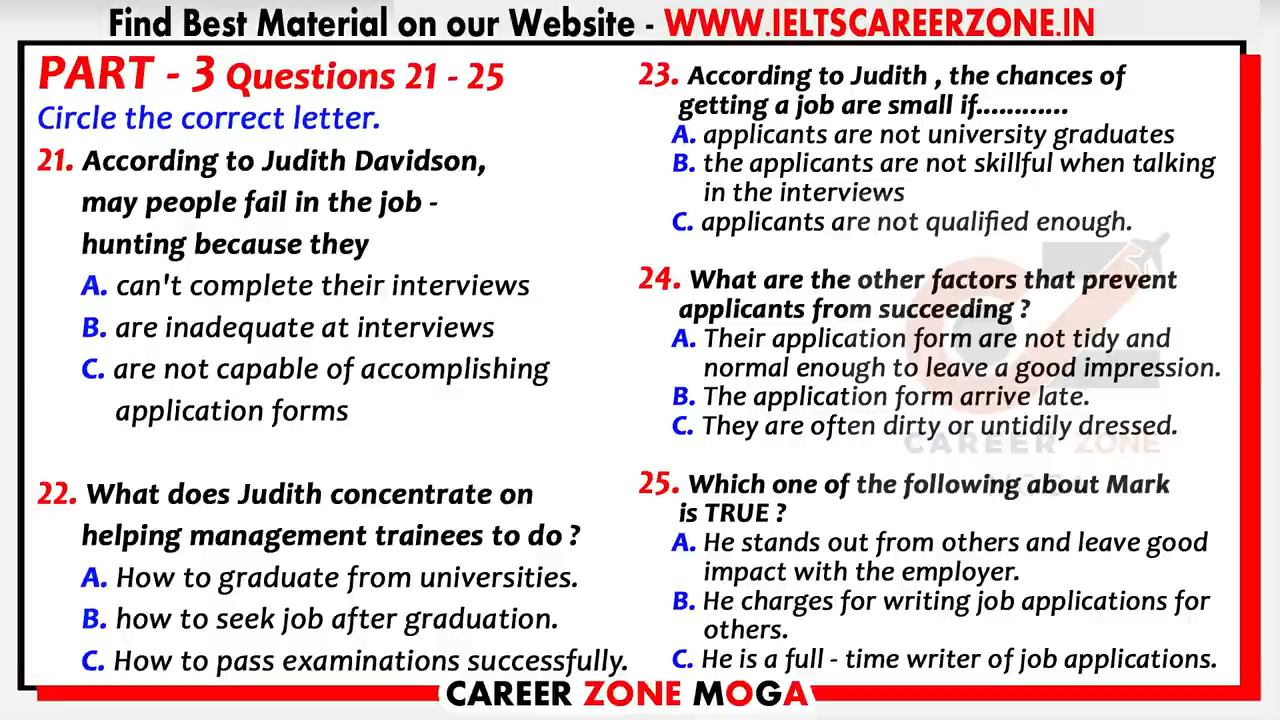 Find Best Material on our Website - WWW.IELTSCAREERZONE.IN
PART - 3 Questions 21 - 25
Circle the correct letter.
21. According to Judith Davidson,
may people fail in the job -
hunting because they
A. can't complete their interviews
B. are inadequate at interviews
C. are not capable of accomplishing
application forms
22. What does Judith concentrate on
helping management trainees to do ?
A. How to graduate from universities.
B. how to seek job after graduation.
C. How to pass examinations successfully.
23. According to Judith , the chances of
getting a job are small if............
A. applicants are not university graduates
B. the applicants are not skillful when talking
in the interviews
C. applicants are not qualified enough.
24. What are the other factors that prevent
applicants from succeeding ?
A. Their application form are not tidy and
normal enough to leave a good impression.
B. The application form arrive late.
C. They are often dirty or untidily dressed.
CAREER ZONE
25. Which one of the following about Mark
is TRUE ?
A. He stands out from others and leave good
impact with the employer.
B. He charges for writing job applications for
others.
C. He is a full - time writer of job applications.
CAREER ZONE MOGA